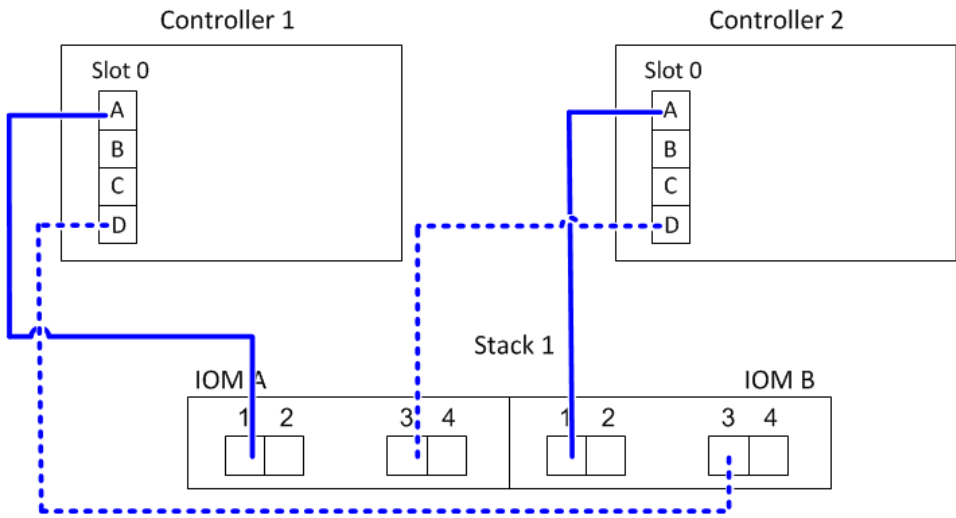 Controller 1
Controller 2
Slot 0
Slot 0
A
B
C
D
A
B
C
D
Stack 1
IOM A
IOM B
1 2
3 4
1 2
3 4